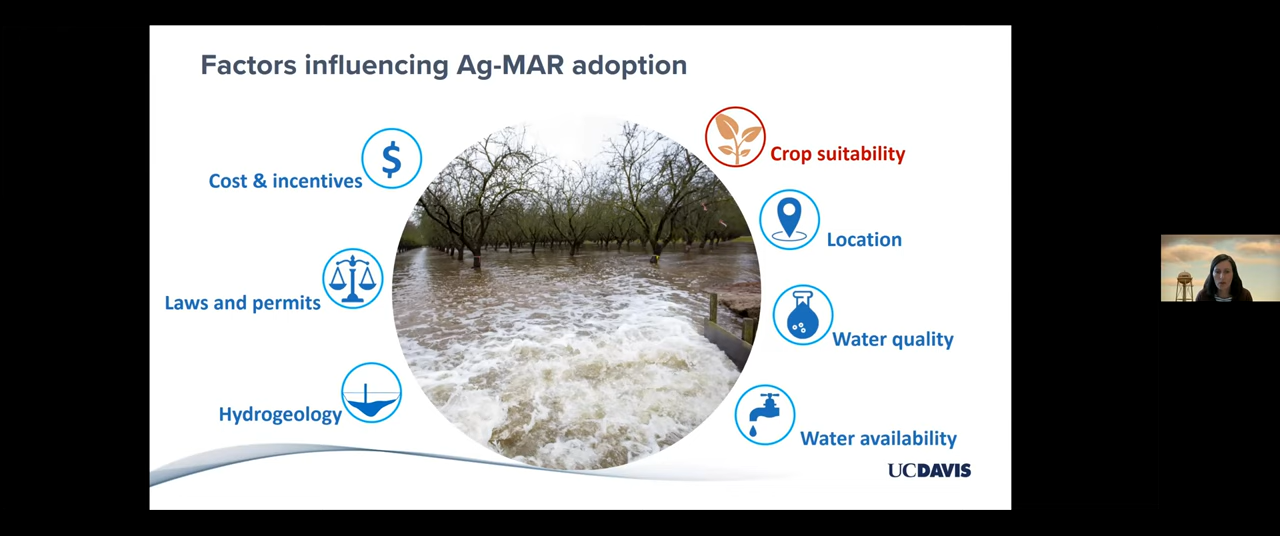 Factors influencing Ag-MAR adoption
Cost & incentives
$
Laws and permits
Hydrogeology
Crop suitability
Location
Water quality
Water availability
UCDAVIS